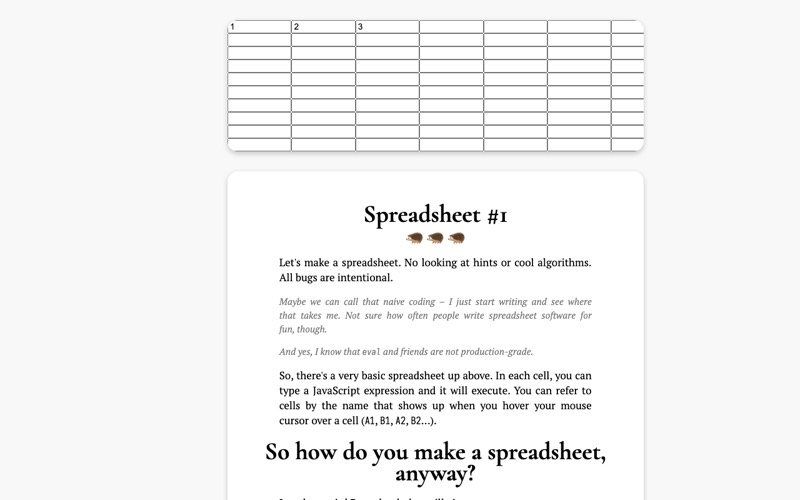 1 2 3
Spreadsheet #1
Let's make a spreadsheet. No looking at hints or cool algorithms.
All bugs are intentional.
Maybe we can call that naive coding – I just start writing and see where
that takes me. Not sure how often people write spreadsheet software for
fun, though.
And yes, I know that eval and friends are not production-grade.
So, there's a very basic spreadsheet up above. In each cell, you can
type a JavaScript expression and it will execute. You can refer to
cells by the name that shows up when you hover your mouse
cursor over a cell (A1, B1, A2, B2…).
So how do you make a spreadsheet,
anyway?